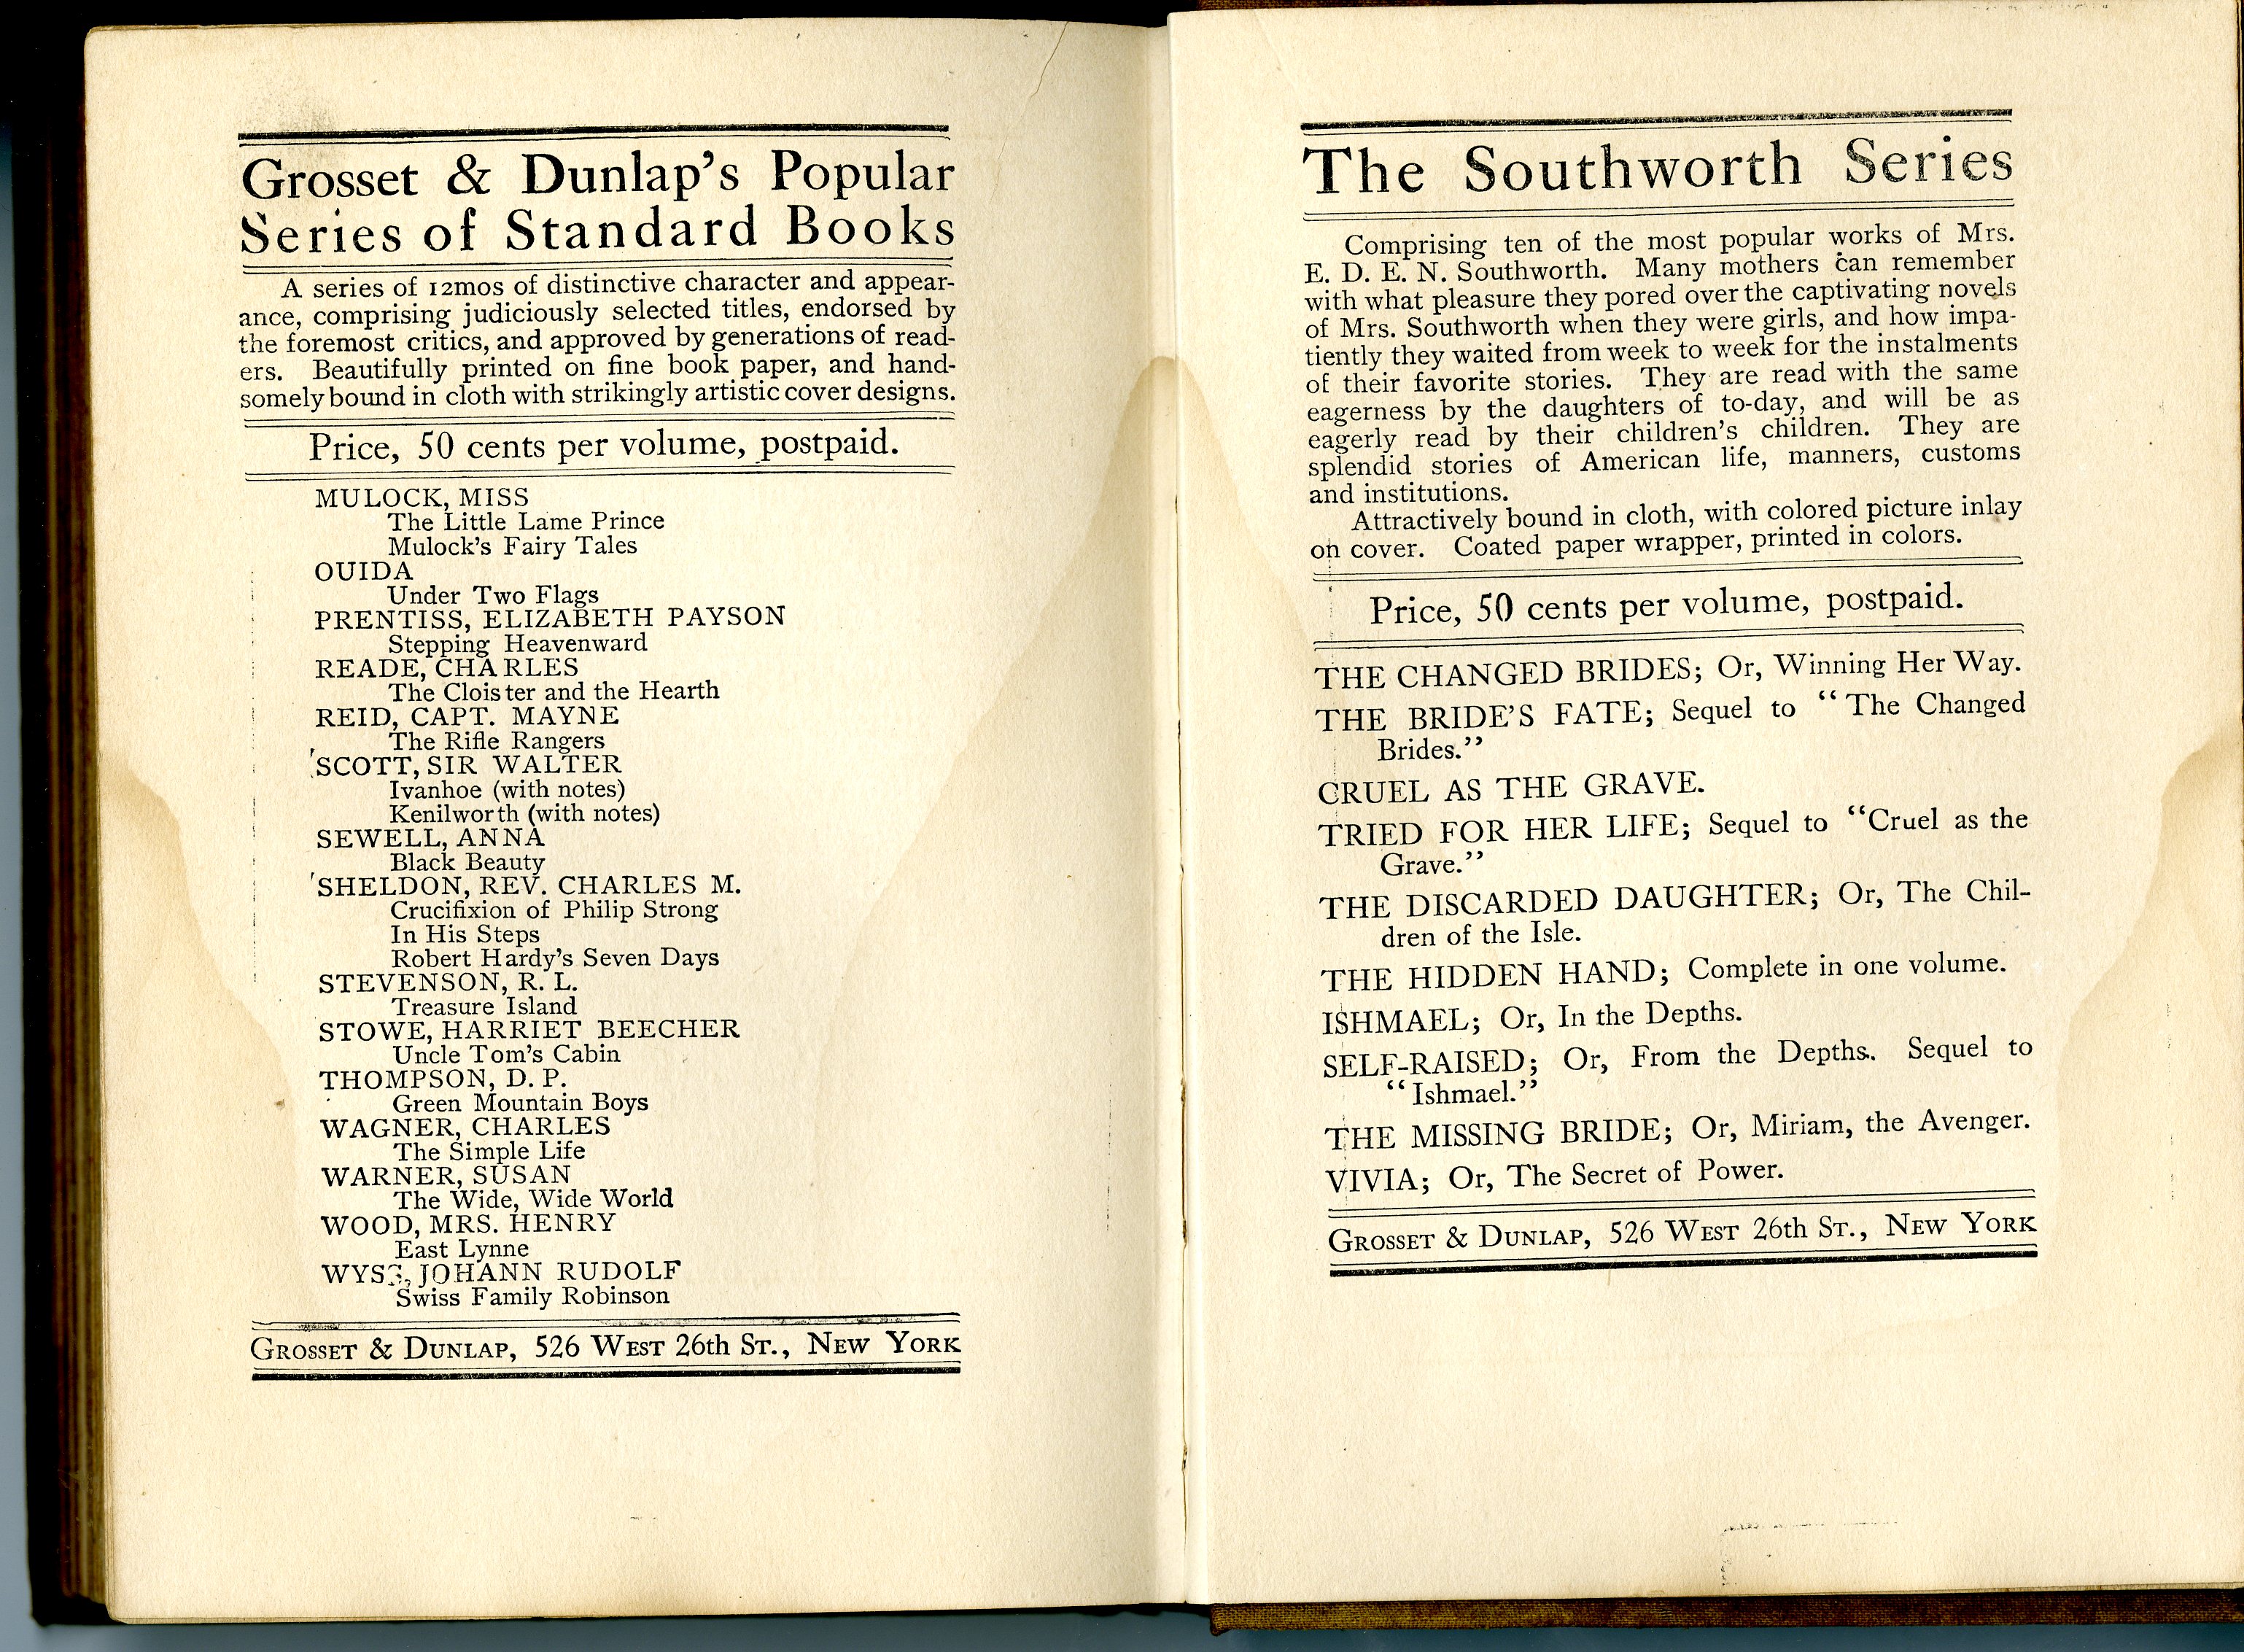 Grosset & Dunlap's Popular
Series of Standard Books
A series of 12mos of distinctive character and appear-
ance, comprising judiciously selected titles, endorsed by
the foremost critics, and approved by generations of read-
ers. Beautifully printed on fine book paper, and hand-
somely bound in cloth with strikingly artistic cover designs.
Price, 50 cents per volume, postpaid.
MULOCK, MISS
The Little Lame Prince
Mulock's Fairy Tales
OUIDA
Under Two Flags
PRENTISS, ELIZABETH PAYSON
Stepping Heavenward
READE, CHARLES
The Cloister and the Hearth
REID, CAPT. MAYNE
The Rifle Rangers
SCOTT, SIR WALTER
Ivanhoe (with notes)
Kenilworth (with notes)
SEWELL, ANNA
Black Beauty
SHELDON, REV. CHARLES M.
Crucifixion of Philip Strong
In His Steps
Robert Hardy's Seven Days
STEVENSON, R. L.
Treasure Island
STOWE, HARRIET BEECHER
Uncle Tom's Cabin
THOMPSON, D. P.
Green Mountain Boys
WAGNER, CHARLES
The Simple Life
WARNER, SUSAN
The Wide, Wide World
WOOD, MRS. HENRY
East Lynne
WYSS, JOHANN RUDOLF
Swiss Family Robinson
GROSSET & DUNLAP, 526 WEST 26th ST., NEW YORK
The Southworth Series
Comprising ten of the most popular works of Mrs.
E. D. E. N. Southworth. Many mothers can remember
with what pleasure they pored over the captivating novels
of Mrs. Southworth when they were girls, and how impa-
tiently they waited from week to week for the instalments
of their favorite stories. They are read with the same
eagerness by the daughters of to-day, and will be as
eagerly read by their children's children. They are
splendid stories of American life, manners, customs
and institutions.
Attractively bound in cloth, with colored picture inlay
on cover. Coated paper wrapper, printed in colors.
Price, 50 cents per volume, postpaid.
THE CHANGED BRIDES; Or, Winning Her Way.
THE BRIDE'S FATE; Sequel to "The Changed
Brides."
CRUEL AS THE GRAVE.
TRIED FOR HER LIFE; Sequel to "Cruel as the
Grave."
THE DISCARDED DAUGHTER; Or, The Chil-
dren of the Isle.
THE HIDDEN HAND; Complete in one volume.
ISHMAEL; Or, In the Depths.
SELF-RAISED; Or, From the Depths. Sequel to
"Ishmael."
THE MISSING BRIDE; Or, Miriam, the Avenger.
VIVIA; Or, The Secret of Power.
GROSSET & DUNLAP, 526 WEST 26th ST., NEW YORK